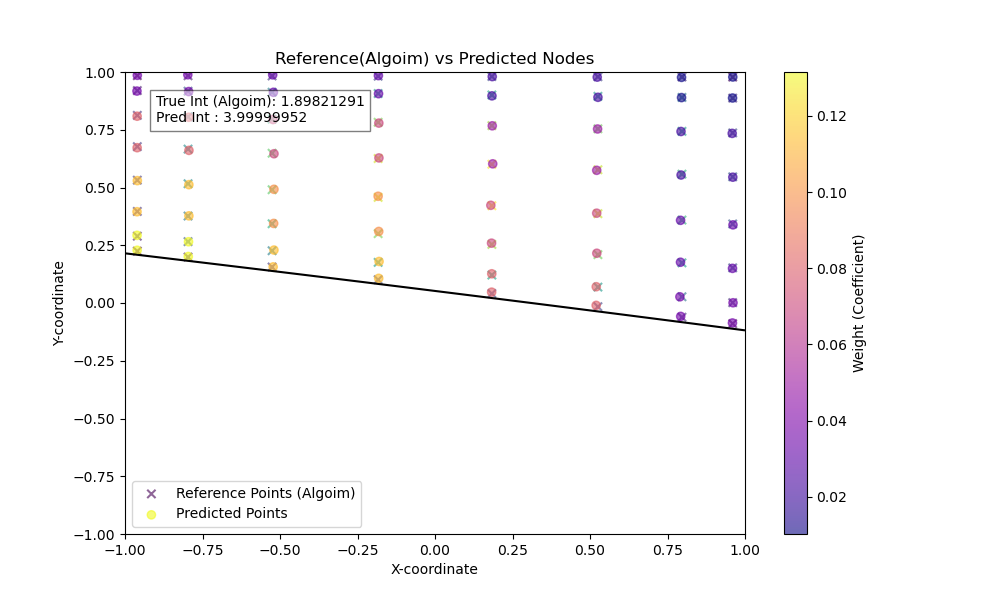 Reference(Algoim) vs Predicted Nodes
True Int (Algoim): 1.89821291
Pred Int : 3.99999952
1.00
0.75
0.50
0.25
0.00
−0.25
−0.50
−0.75
−1.00
Y-coordinate
Reference Points (Algoim)
Predicted Points
−1.00 −0.75 −0.50 −0.25 0.00 0.25 0.50 0.75 1.00
X-coordinate
0.12
0.10
0.08
0.06
0.04
0.02
Weight (Coefficient)